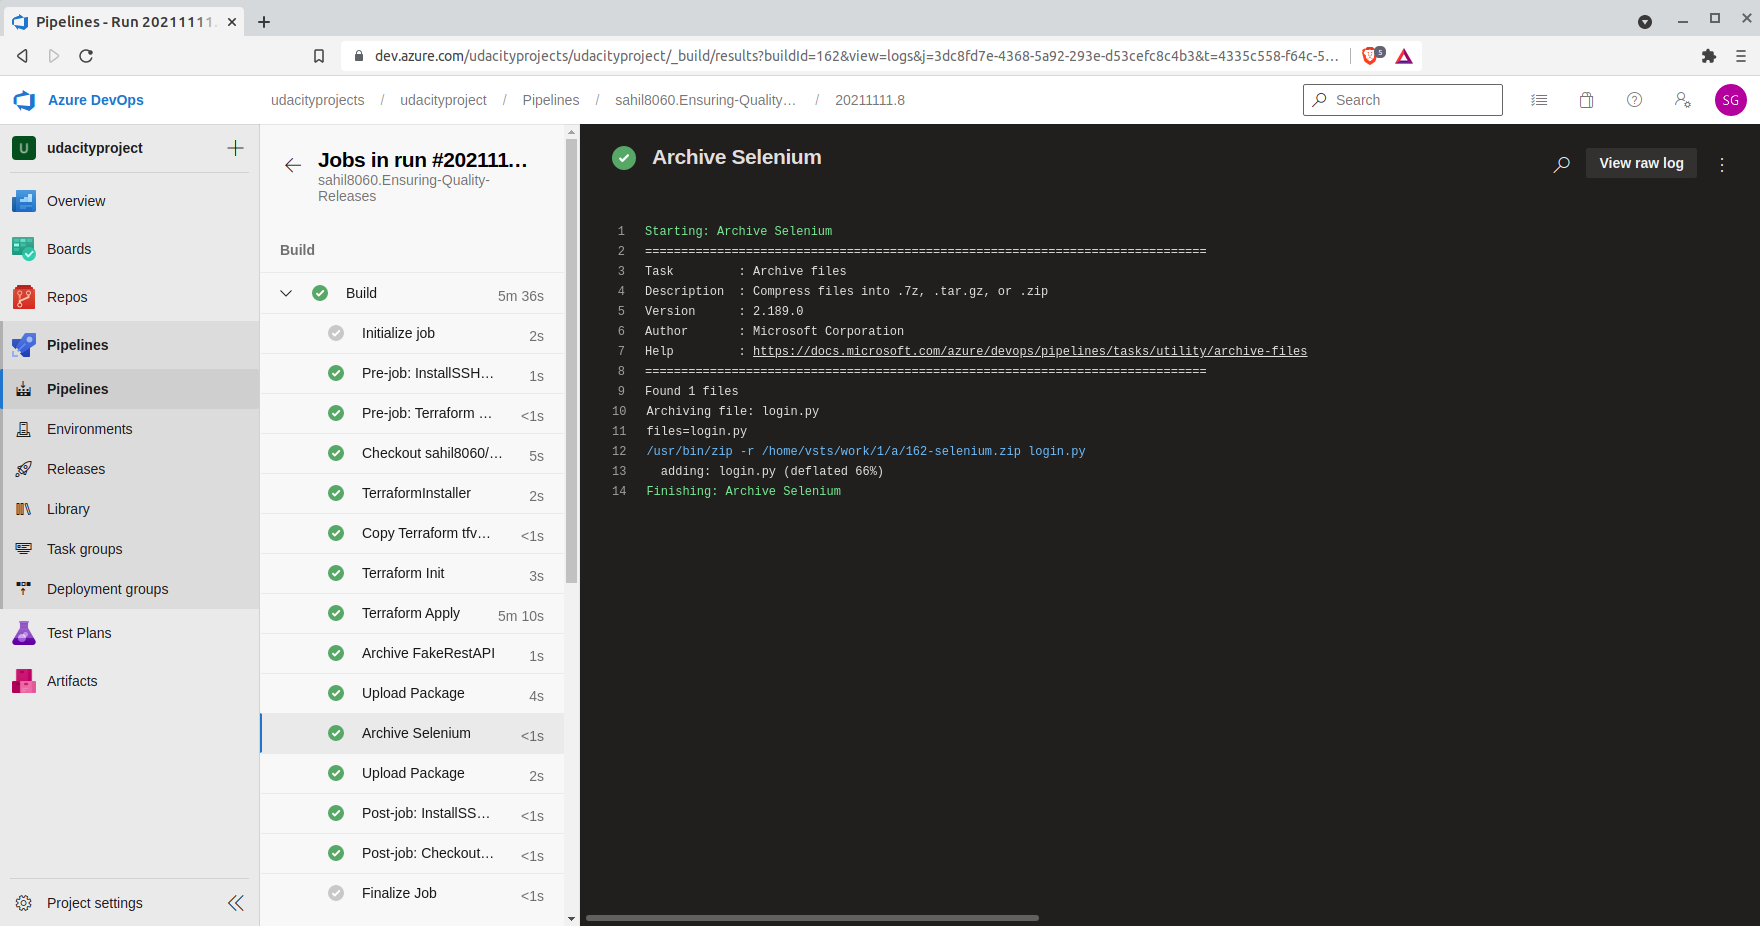 Pipelines - Run 20211111.
dev.azure.com/udacityprojects/udacityproject/_build/results?buildId=162&view=logs&j=3dc8fd7e-4368-5a92-293e-d53cefc8c4b3&t=4335c558-f64c-5...
5
Azure DevOps
udacityprojects / udacityproject / Pipelines / sahil8060.Ensuring-Quality... / 20211111.8
Search
SG
U udacityproject
Overview
Boards
Repos
Pipelines
Pipelines
Environments
Releases
Library
Task groups
Deployment groups
Test Plans
Artifacts
Project settings
Jobs in run #202111...
sahil8060.Ensuring-Quality-
Releases
Build
Build 5m 36s
Initialize job 2s
Pre-job: InstallSSH... 1s
Pre-job: Terraform ... <1s
Checkout sahil8060/... 5s
TerraformInstaller 2s
Copy Terraform tfv... <1s
Terraform Init 3s
Terraform Apply 5m 10s
Archive FakeRestAPI 1s
Upload Package 4s
Archive Selenium <1s
Upload Package 2s
Post-job: InstallSS... <1s
Post-job: Checkout... <1s
Finalize Job <1s
Archive Selenium
View raw log
1 Starting: Archive Selenium
2 ==============================================================================
3 Task : Archive files
4 Description : Compress files into .7z, .tar.gz, or .zip
5 Version : 2.189.0
6 Author : Microsoft Corporation
7 Help : https://docs.microsoft.com/azure/devops/pipelines/tasks/utility/archive-files
8 ==============================================================================
9 Found 1 files
10 Archiving file: login.py
11 files=login.py
12 /usr/bin/zip -r /home/vsts/work/1/a/162-selenium.zip login.py
13 adding: login.py (deflated 66%)
14 Finishing: Archive Selenium